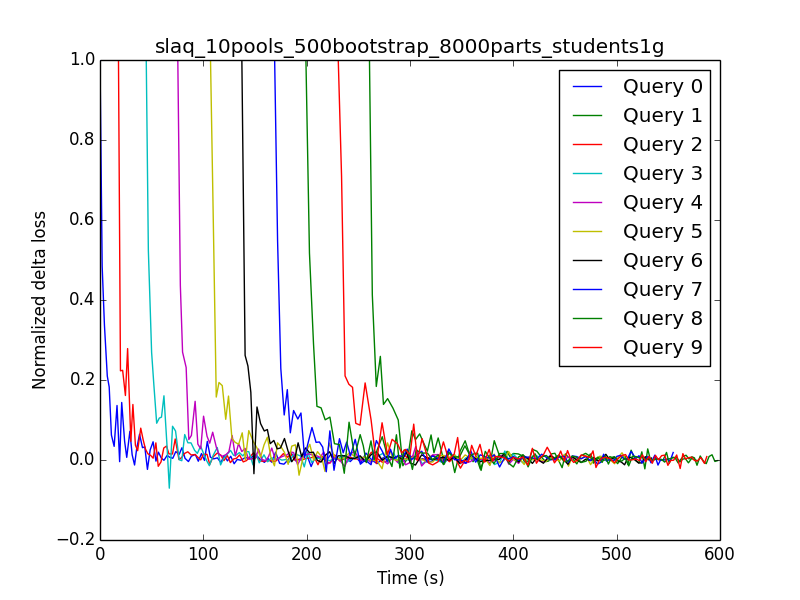 slaq_10pools_500bootstrap_8000parts_students1g
1.0
0.8
0.6
0.4
0.2
0.0
−0.2
Normalized delta loss
Query 0
Query 1
Query 2
Query 3
Query 4
Query 5
Query 6
Query 7
Query 8
Query 9
0 100 200 300 400 500 600
Time (s)